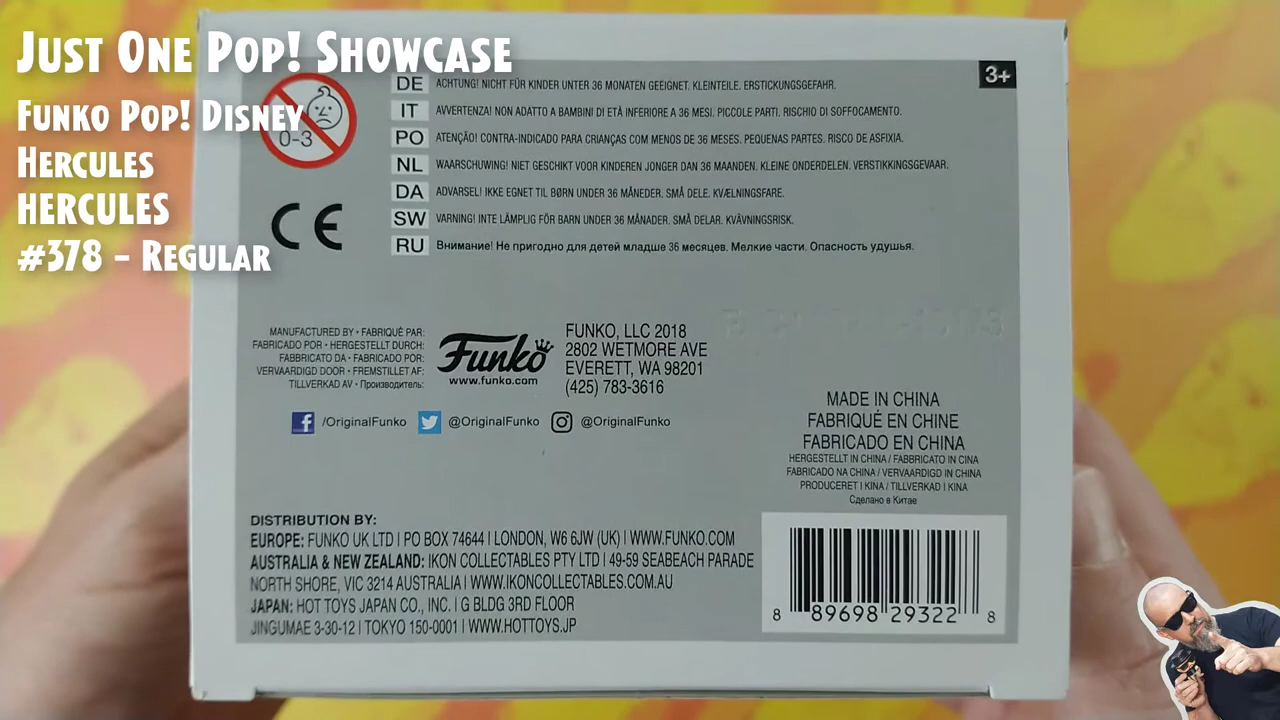 Just One Pop! Showcase
Funko Pop! Disney
Hercules
HERCULES
#378 - Regular
3+
0-3
CE
DE ACHTUNG! NICHT FÜR KINDER UNTER 36 MONATEN GEEIGNET. KLEINTEILE. ERSTICKUNGSGEFAHR.
IT AVVERTENZA! NON ADATTO A BAMBINI DI ETÀ INFERIORE A 36 MESI. PICCOLE PARTI. RISCHIO DI SOFFOCAMENTO.
PO ATENÇÃO! CONTRA-INDICADO PARA CRIANÇAS COM MENOS DE 36 MESES. PEQUENAS PARTES. RISCO DE ASFIXIA.
NL WAARSCHUWING! NIET GESCHIKT VOOR KINDEREN JONGER DAN 36 MAANDEN. KLEINE ONDERDELEN. VERSTIKKINGSGEVAAR.
DA ADVARSEL! IKKE EGNET TIL BØRN UNDER 36 MÅNEDER. SMÅ DELE. KVÆLNINGSFARE.
SW VARNING! INTE LÄMPLIG FÖR BARN UNDER 36 MÅNADER. SMÅ DELAR. KVÄVNINGSRISK.
RU Внимание! Не пригодно для детей младше 36 месяцев. Мелкие части. Опасность удушья.
MANUFACTURED BY • FABRIQUÉ PAR:
FABRICADO POR • HERGESTELLT DURCH:
FABBRICATO DA • FABRICADO POR:
VERVAARDIGD DOOR • FREMSTILLET AF:
TILLVERKAD AV • Производитель:
Funko
www.funko.com
FUNKO, LLC 2018
2802 WETMORE AVE
EVERETT, WA 98201
(425) 783-3616
/OriginalFunko @OriginalFunko @OriginalFunko
MADE IN CHINA
FABRIQUÉ EN CHINE
FABRICADO EN CHINA
HERGESTELLT IN CHINA / FABBRICATO IN CINA
FABRICADO NA CHINA / VERVAARDIGD IN CHINA
PRODUCERET I KINA / TILLVERKAD I KINA
Сделано в Китае
DISTRIBUTION BY:
EUROPE: FUNKO UK LTD | PO BOX 74644 | LONDON, W6 6JW (UK) | WWW.FUNKO.COM
AUSTRALIA & NEW ZEALAND: IKON COLLECTABLES PTY LTD | 49-59 SEABEACH PARADE
NORTH SHORE, VIC 3214 AUSTRALIA | WWW.IKONCOLLECTABLES.COM.AU
JAPAN: HOT TOYS JAPAN CO., INC. | G BLDG 3RD FLOOR
JINGUMAE 3-30-12 | TOKYO 150-0001 | WWW.HOTTOYS.JP
8 89698 29322 8